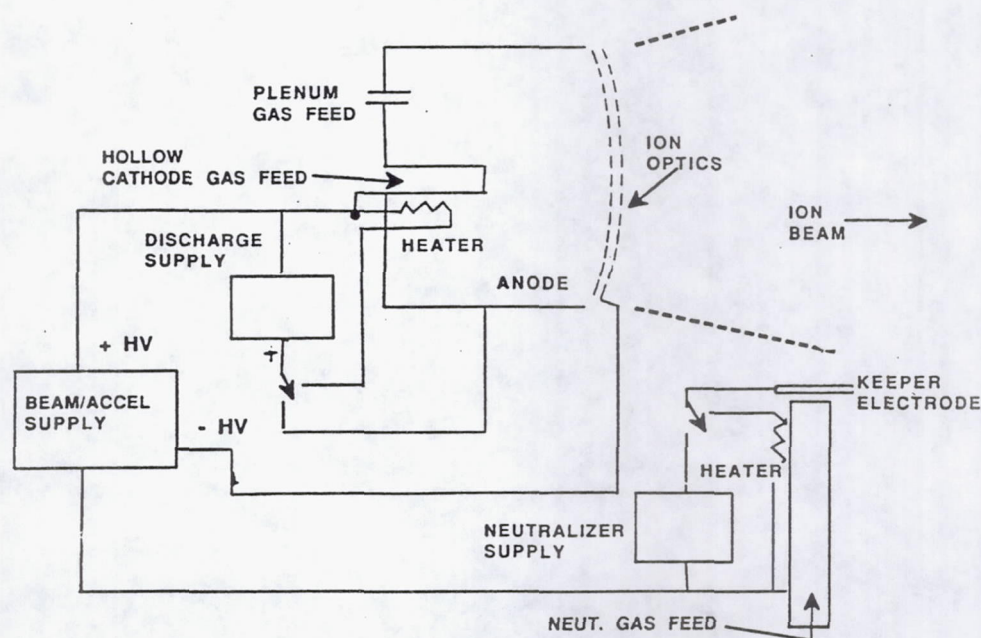 PLENUM
GAS FEED
HOLLOW
CATHODE GAS FEED
ION
OPTICS
ION
BEAM
DISCHARGE
SUPPLY
HEATER
ANODE
+ HV
+
BEAM/ACCEL
SUPPLY
- HV
KEEPER
ELECTRODE
HEATER
NEUTRALIZER
SUPPLY
NEUT. GAS FEED